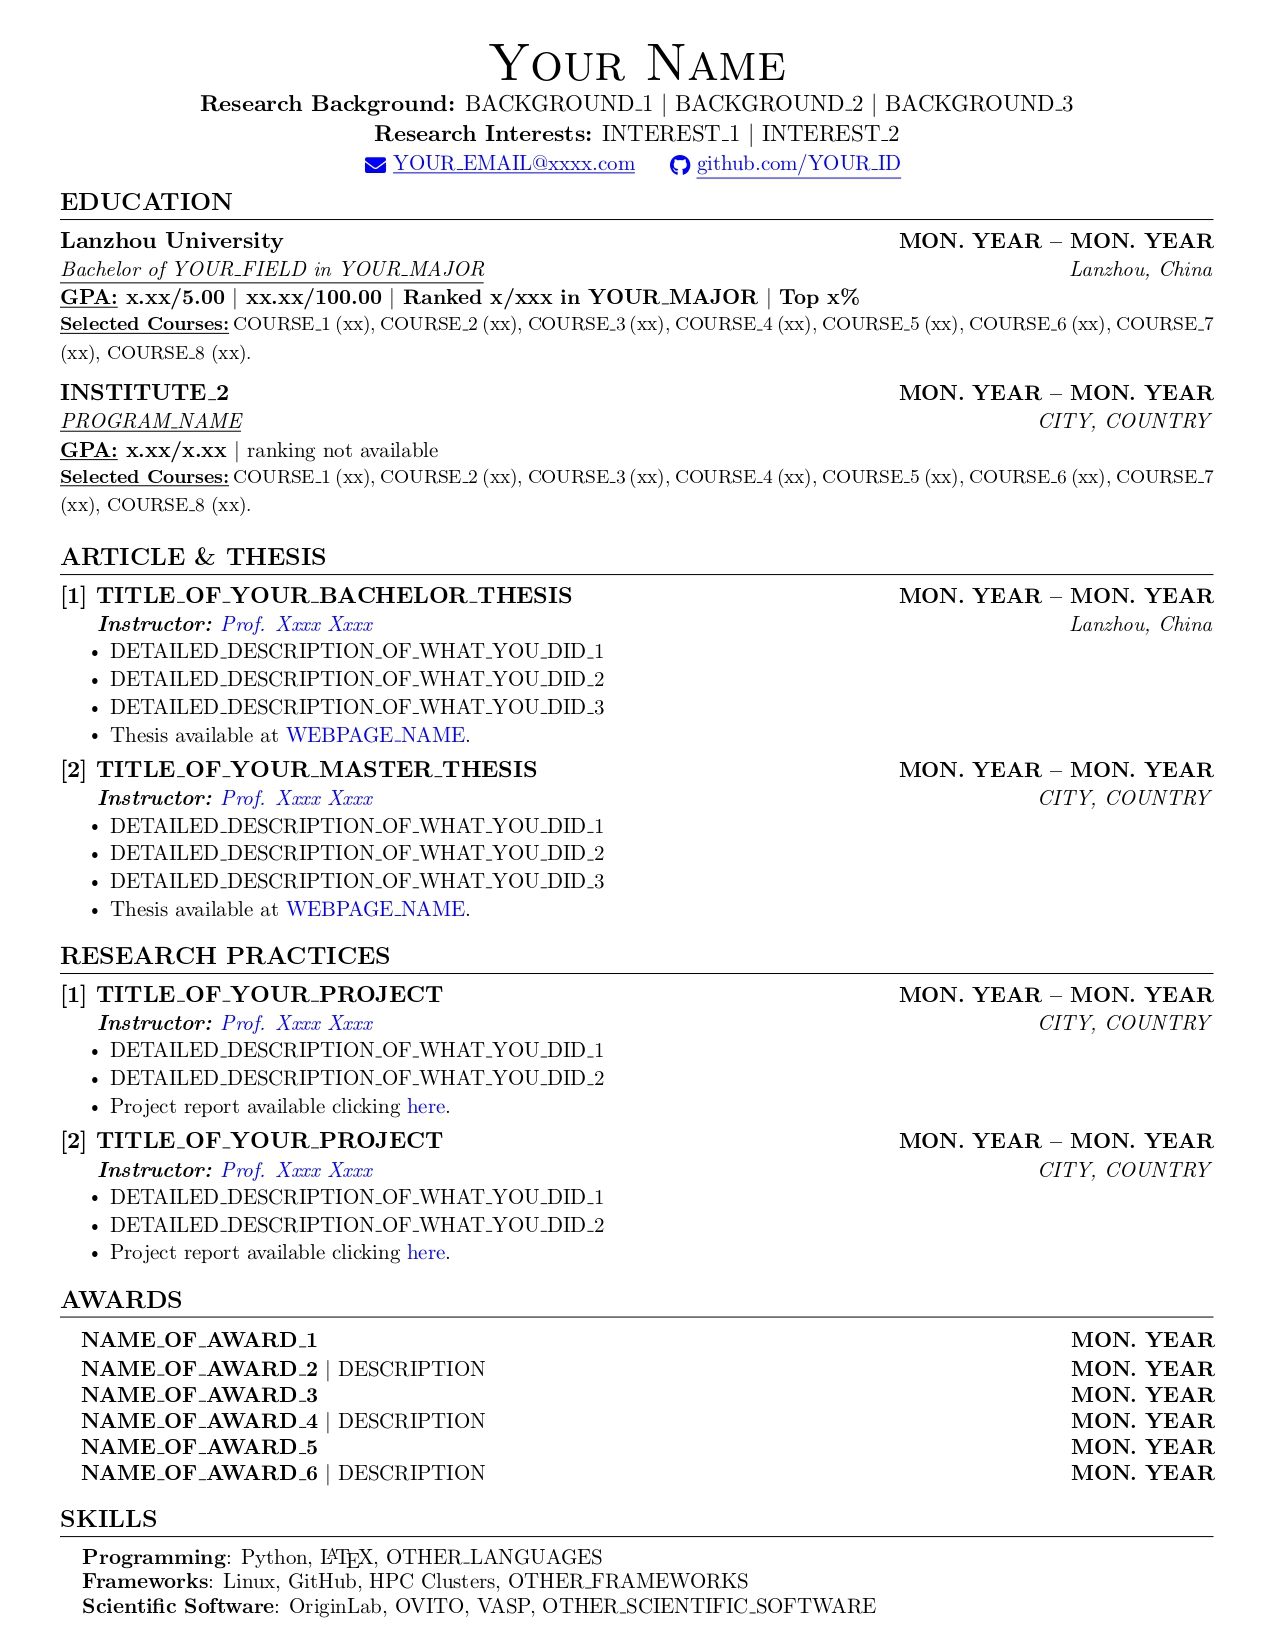 Your Name
Research Background: BACKGROUND_1 | BACKGROUND_2 | BACKGROUND_3
Research Interests: INTEREST_1 | INTEREST_2
YOUR_EMAIL@xxxx.com github.com/YOUR_ID
EDUCATION
Lanzhou University MON. YEAR – MON. YEAR
Bachelor of YOUR_FIELD in YOUR_MAJOR Lanzhou, China
GPA: x.xx/5.00 | xx.xx/100.00 | Ranked x/xxx in YOUR_MAJOR | Top x%
Selected Courses: COURSE_1 (xx), COURSE_2 (xx), COURSE_3 (xx), COURSE_4 (xx), COURSE_5 (xx), COURSE_6 (xx), COURSE_7
(xx), COURSE_8 (xx).
INSTITUTE_2 MON. YEAR – MON. YEAR
PROGRAM_NAME CITY, COUNTRY
GPA: x.xx/x.xx | ranking not available
Selected Courses: COURSE_1 (xx), COURSE_2 (xx), COURSE_3 (xx), COURSE_4 (xx), COURSE_5 (xx), COURSE_6 (xx), COURSE_7
(xx), COURSE_8 (xx).
ARTICLE & THESIS
[1] TITLE_OF_YOUR_BACHELOR_THESIS MON. YEAR – MON. YEAR
Instructor: Prof. Xxxx Xxxx Lanzhou, China
• DETAILED_DESCRIPTION_OF_WHAT_YOU_DID_1
• DETAILED_DESCRIPTION_OF_WHAT_YOU_DID_2
• DETAILED_DESCRIPTION_OF_WHAT_YOU_DID_3
• Thesis available at WEBPAGE_NAME.
[2] TITLE_OF_YOUR_MASTER_THESIS MON. YEAR – MON. YEAR
Instructor: Prof. Xxxx Xxxx CITY, COUNTRY
• DETAILED_DESCRIPTION_OF_WHAT_YOU_DID_1
• DETAILED_DESCRIPTION_OF_WHAT_YOU_DID_2
• DETAILED_DESCRIPTION_OF_WHAT_YOU_DID_3
• Thesis available at WEBPAGE_NAME.
RESEARCH PRACTICES
[1] TITLE_OF_YOUR_PROJECT MON. YEAR – MON. YEAR
Instructor: Prof. Xxxx Xxxx CITY, COUNTRY
• DETAILED_DESCRIPTION_OF_WHAT_YOU_DID_1
• DETAILED_DESCRIPTION_OF_WHAT_YOU_DID_2
• Project report available clicking here.
[2] TITLE_OF_YOUR_PROJECT MON. YEAR – MON. YEAR
Instructor: Prof. Xxxx Xxxx CITY, COUNTRY
• DETAILED_DESCRIPTION_OF_WHAT_YOU_DID_1
• DETAILED_DESCRIPTION_OF_WHAT_YOU_DID_2
• Project report available clicking here.
AWARDS
NAME_OF_AWARD_1 MON. YEAR
NAME_OF_AWARD_2 | DESCRIPTION MON. YEAR
NAME_OF_AWARD_3 MON. YEAR
NAME_OF_AWARD_4 | DESCRIPTION MON. YEAR
NAME_OF_AWARD_5 MON. YEAR
NAME_OF_AWARD_6 | DESCRIPTION MON. YEAR
SKILLS
Programming: Python, LATEX, OTHER_LANGUAGES
Frameworks: Linux, GitHub, HPC Clusters, OTHER_FRAMEWORKS
Scientific Software: OriginLab, OVITO, VASP, OTHER_SCIENTIFIC_SOFTWARE